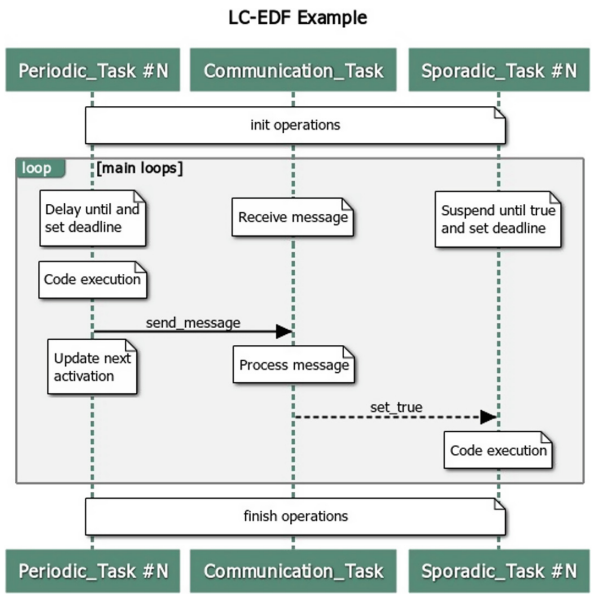 LC-EDF Example
Periodic_Task #N
Communication_Task
Sporadic_Task #N
init operations
loop
[main loops]
Delay until and
set deadline
Receive message
Suspend until true
and set deadline
Code execution
send_message
Update next
activation
Process message
set_true
Code execution
finish operations
Periodic_Task #N
Communication_Task
Sporadic_Task #N